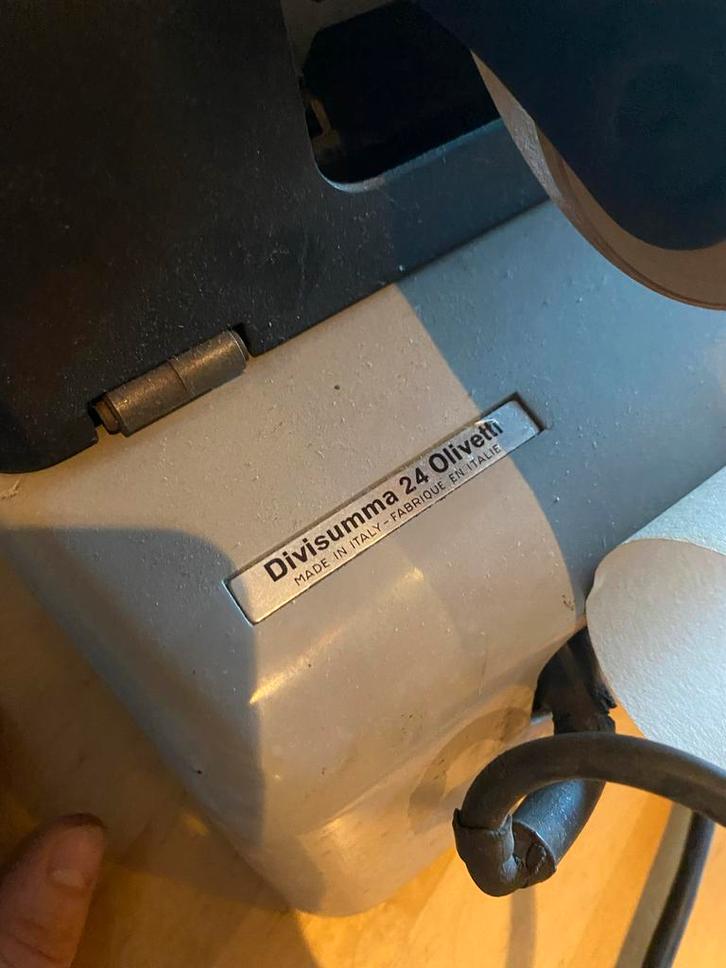 Divisumma 24 Olivetti
MADE IN ITALY - FABRIQUE EN ITALIE